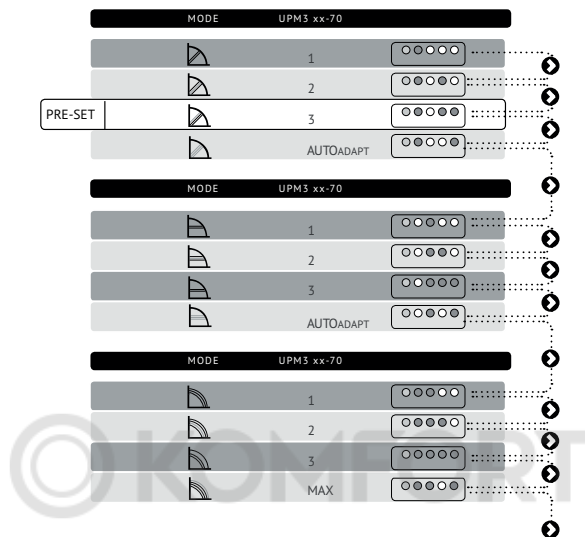 MODE UPM3 xx-70
1
2
PRE-SET 3
AUTOADAPT
MODE UPM3 xx-70
1
2
3
AUTOADAPT
MODE UPM3 xx-70
1
2
3
MAX
KOMFORT